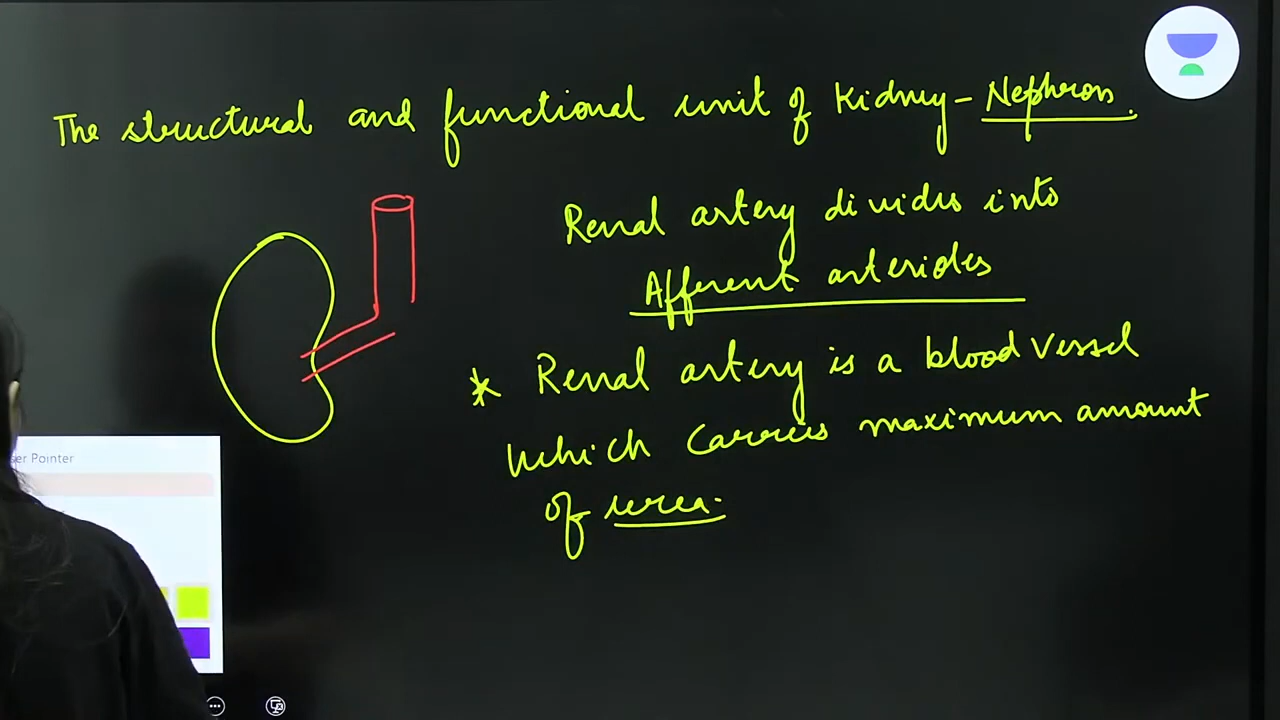 The structural and functional unit of Kidney - Nephron.
Renal artery divides into
Afferent arterioles
* Renal artery is a blood vessel
which carries maximum amount
of urea.
ser Pointer